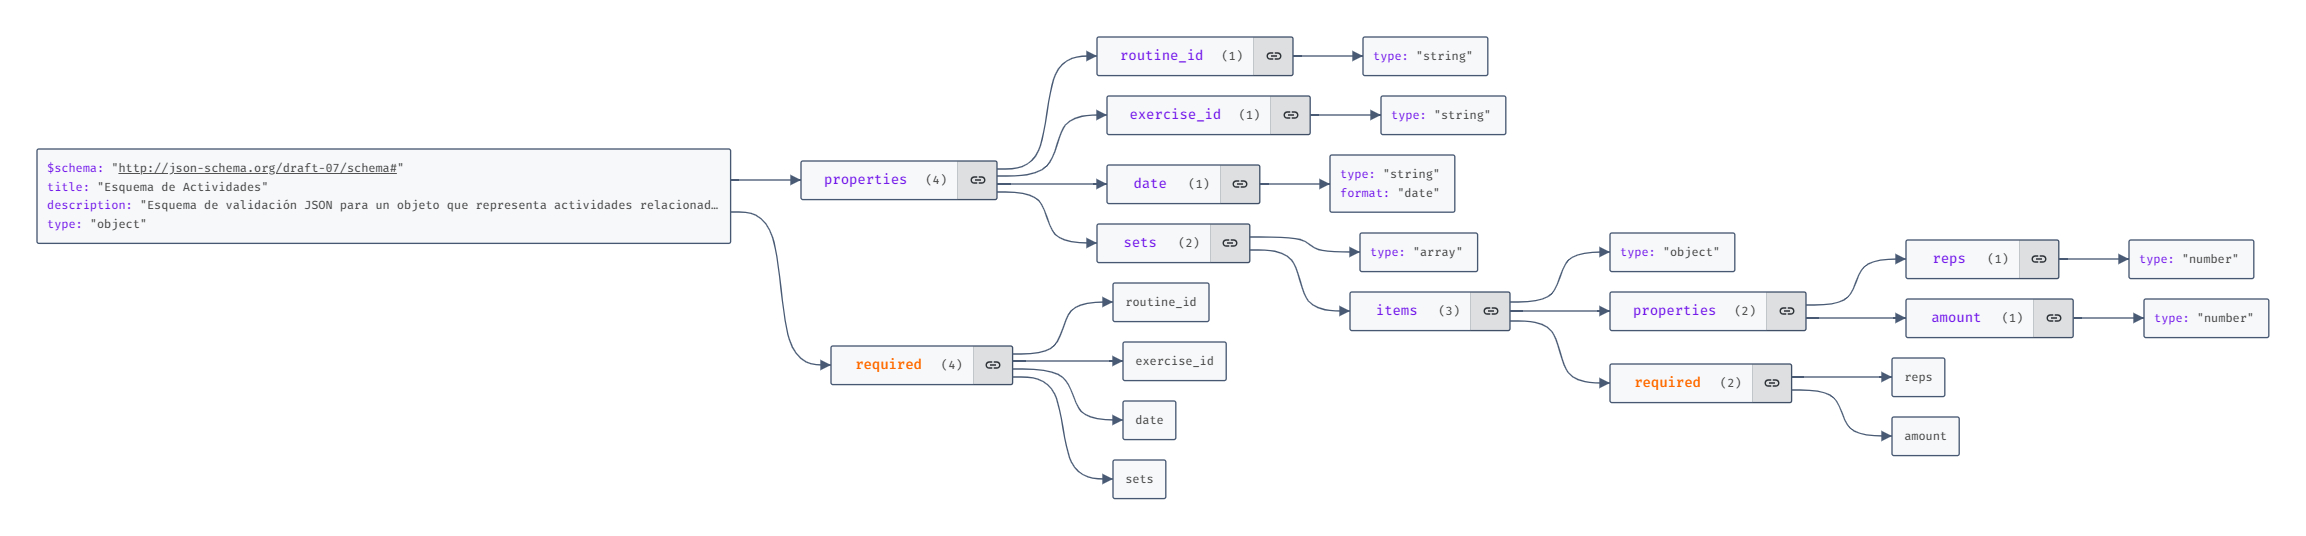 $schema: "http://json-schema.org/draft-07/schema#"
title: "Esquema de Actividades"
description: "Esquema de validación JSON para un objeto que representa actividades relacionad…
type: "object"
properties (4)
routine_id (1)
type: "string"
exercise_id (1)
type: "string"
date (1)
type: "string"
format: "date"
sets (2)
type: "array"
items (3)
type: "object"
properties (2)
reps (1)
type: "number"
amount (1)
type: "number"
required (2)
reps
amount
required (4)
routine_id
exercise_id
date
sets